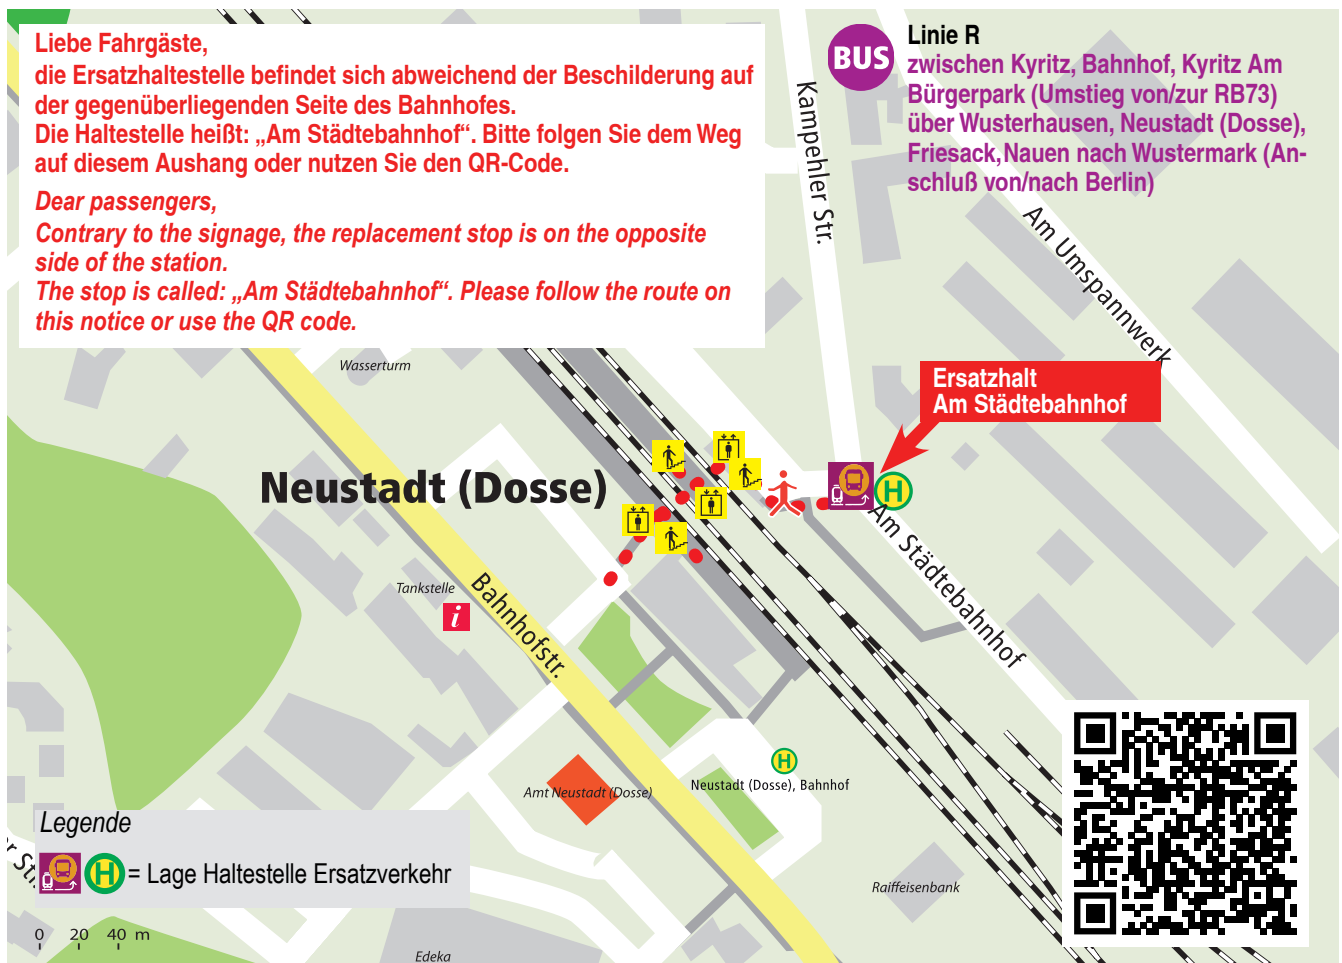 Liebe Fahrgäste,
die Ersatzhaltestelle befindet sich abweichend der Beschilderung auf
der gegenüberliegenden Seite des Bahnhofes.
Die Haltestelle heißt: „Am Städtebahnhof“. Bitte folgen Sie dem Weg
auf diesem Aushang oder nutzen Sie den QR-Code.
Dear passengers,
Contrary to the signage, the replacement stop is on the opposite
side of the station.
The stop is called: „Am Städtebahnhof“. Please follow the route on
this notice or use the QR code.
BUS
Linie R
zwischen Kyritz, Bahnhof, Kyritz Am
Bürgerpark (Umstieg von/zur RB73)
über Wusterhausen, Neustadt (Dosse),
Friesack, Nauen nach Wustermark (An-
schluß von/nach Berlin)
Kampehler Str.
Am Umspannwerk
Wasserturm
Ersatzhalt
Am Städtebahnhof
Neustadt (Dosse)
H
Am Städtebahnhof
Tankstelle
i
Bahnhofstr.
H
Neustadt (Dosse), Bahnhof
Amt Neustadt (Dosse)
Legende
er Str.
H = Lage Haltestelle Ersatzverkehr
Raiffeisenbank
0 20 40 m
Edeka